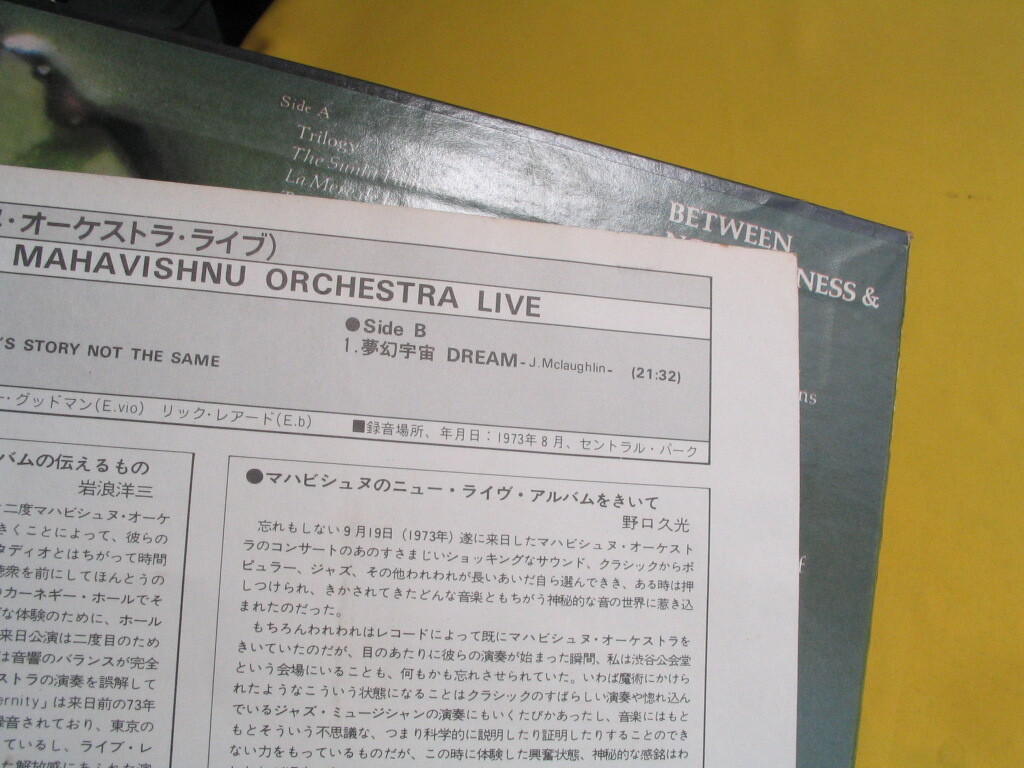 Side A
Trilogy
BETWEEN
NESS &
ns
オーケストラ・ライブ)
MAHAVISHNU ORCHESTRA LIVE
●Side B
'S STORY NOT THE SAME
1.夢幻宇宙 DREAM-J.Mclaughlin- (21:32)
グッドマン(E.vio) リック・レアード(E.b)
■録音場所、年月日:1973年8月、セントラル・パーク
バムの伝えるもの
岩浪洋三
二度マハビシュヌ・オーケ
きくことによって、彼らの
タディオとはちがって時間
聴衆を前にしてほんとうの
カーネギー・ホールでそ
な体験のために、ホール
来日公演は二度目のため
は音響のバランスが完全
ストラの演奏を誤解して
ernity」は来日前の73年
録音されており、東京の
ているし、ライブ・レ
●マハビシュヌのニュー・ライヴ・アルバムをきいて
野口久光
忘れもしない9月19日(1973年)遂に来日したマハビシュヌ・オーケスト
ラのコンサートのあのすさまじいショッキングなサウンド、クラシックからポ
ピュラー、ジャズ、その他われわれが長いあいだ自ら選んできき、ある時は押
しつけられ、きかされてきたどんな音楽ともちがう神秘的な音の世界に惹き込
まれたのだった。
もちろんわれわれはレコードによって既にマハビシュヌ・オーケストラを
きいていたのだが、目のあたりに彼らの演奏が始まった瞬間、私は渋谷公会堂
という会場にいることも、何もかも忘れさせられていた。いわば魔術にかけら
れたようなこういう状態になることはクラシックのすばらしい演奏や惚れ込ん
でいるジャズ・ミュージシャンの演奏にもいくたびかあったし、音楽にはもと
もとそういう不思議な、つまり科学的に説明したり証明したりすることのでき
ない力をもっているものだが、この時に体験した興奮状態、神秘的な感銘はわ